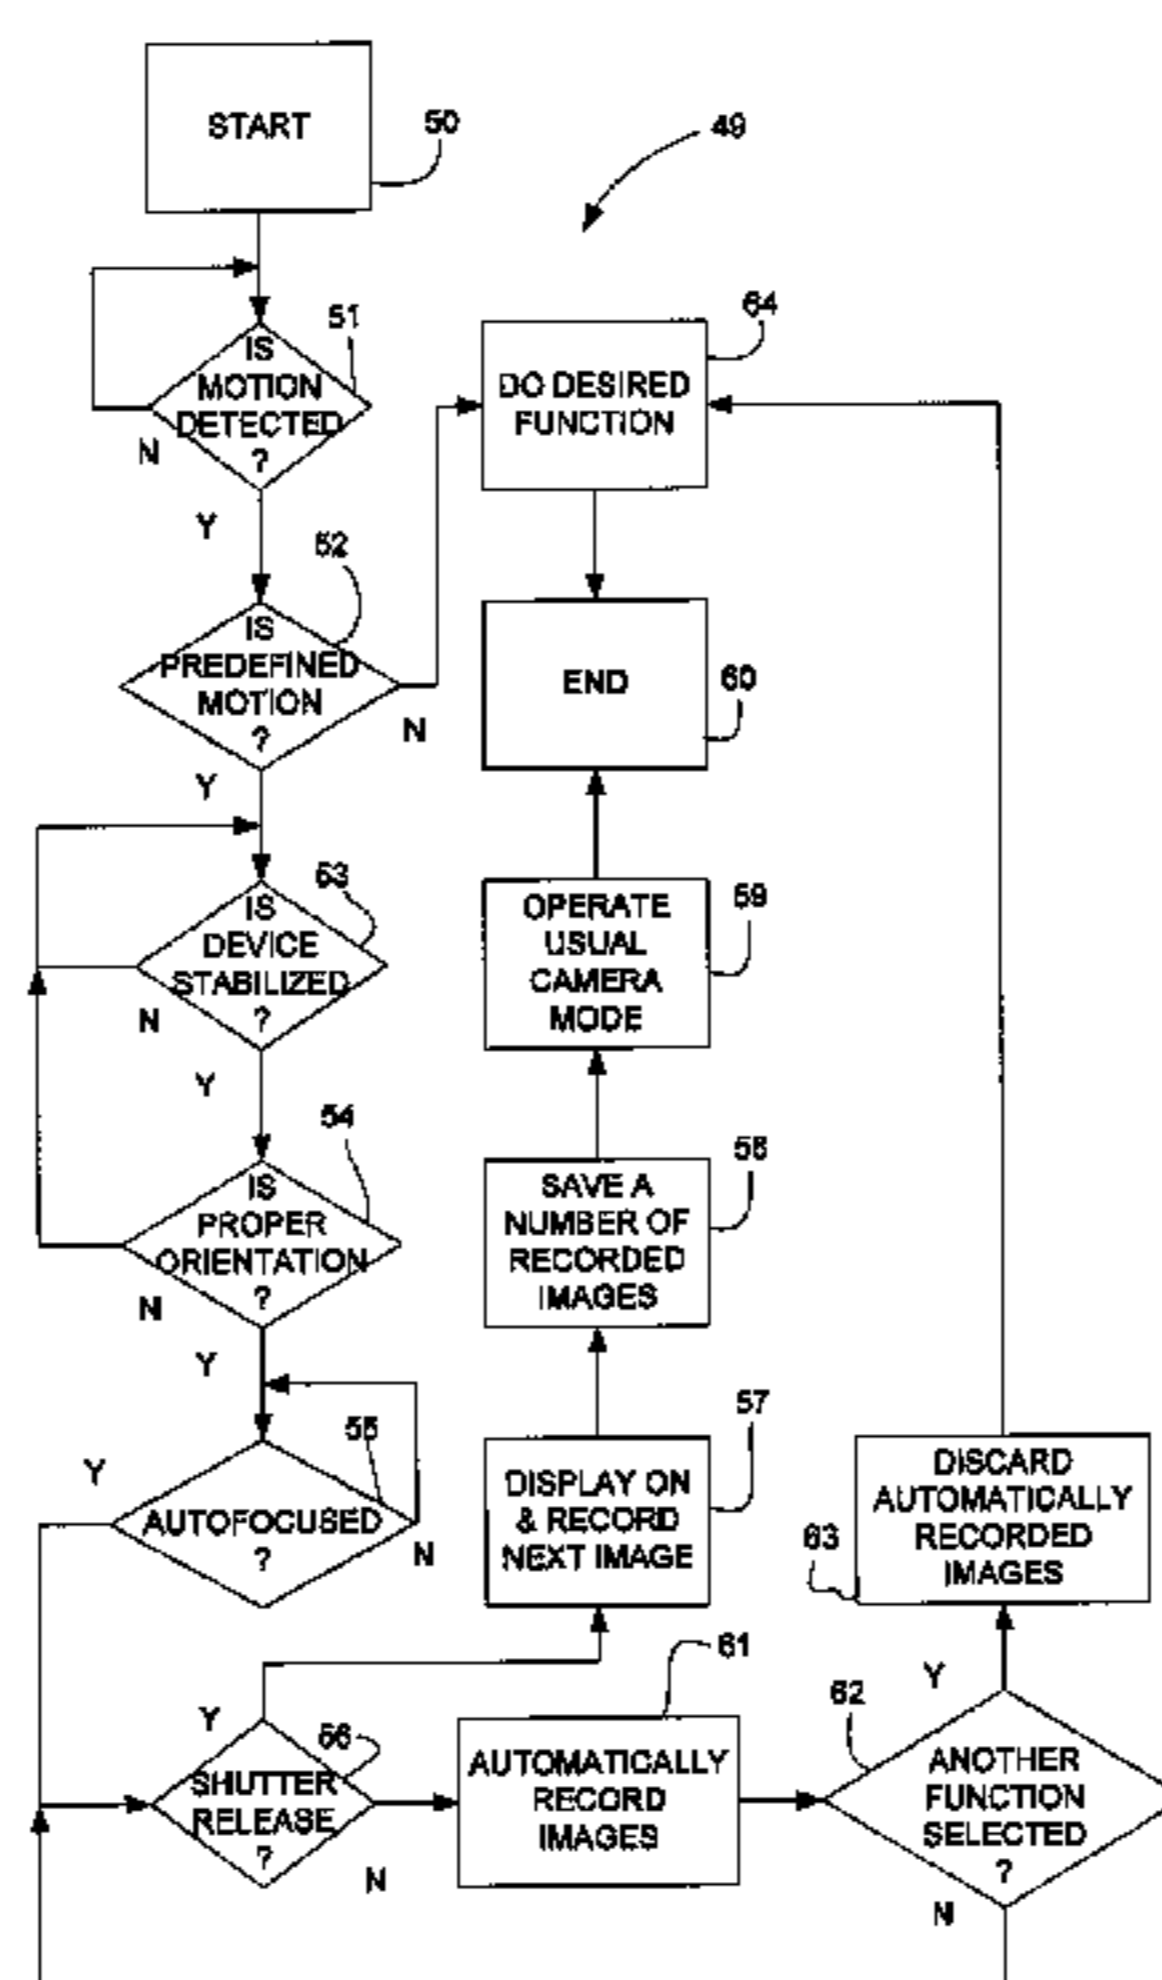 START
50
49
IS
MOTION
DETECTED
?
51
N
Y
DO DESIRED
FUNCTION
64
IS
PREDEFINED
MOTION
?
52
N
Y
END
60
IS
DEVICE
STABILIZED
?
53
N
Y
OPERATE
USUAL
CAMERA
MODE
59
IS
PROPER
ORIENTATION
?
54
N
Y
SAVE A
NUMBER OF
RECORDED
IMAGES
58
AUTOFOCUSED
?
55
Y
N
DISPLAY ON
& RECORD
NEXT IMAGE
57
DISCARD
AUTOMATICALLY
RECORDED
IMAGES
63
SHUTTER
RELEASE
?
56
Y
N
AUTOMATICALLY
RECORD
IMAGES
61
ANOTHER
FUNCTION
SELECTED
?
62
Y
N